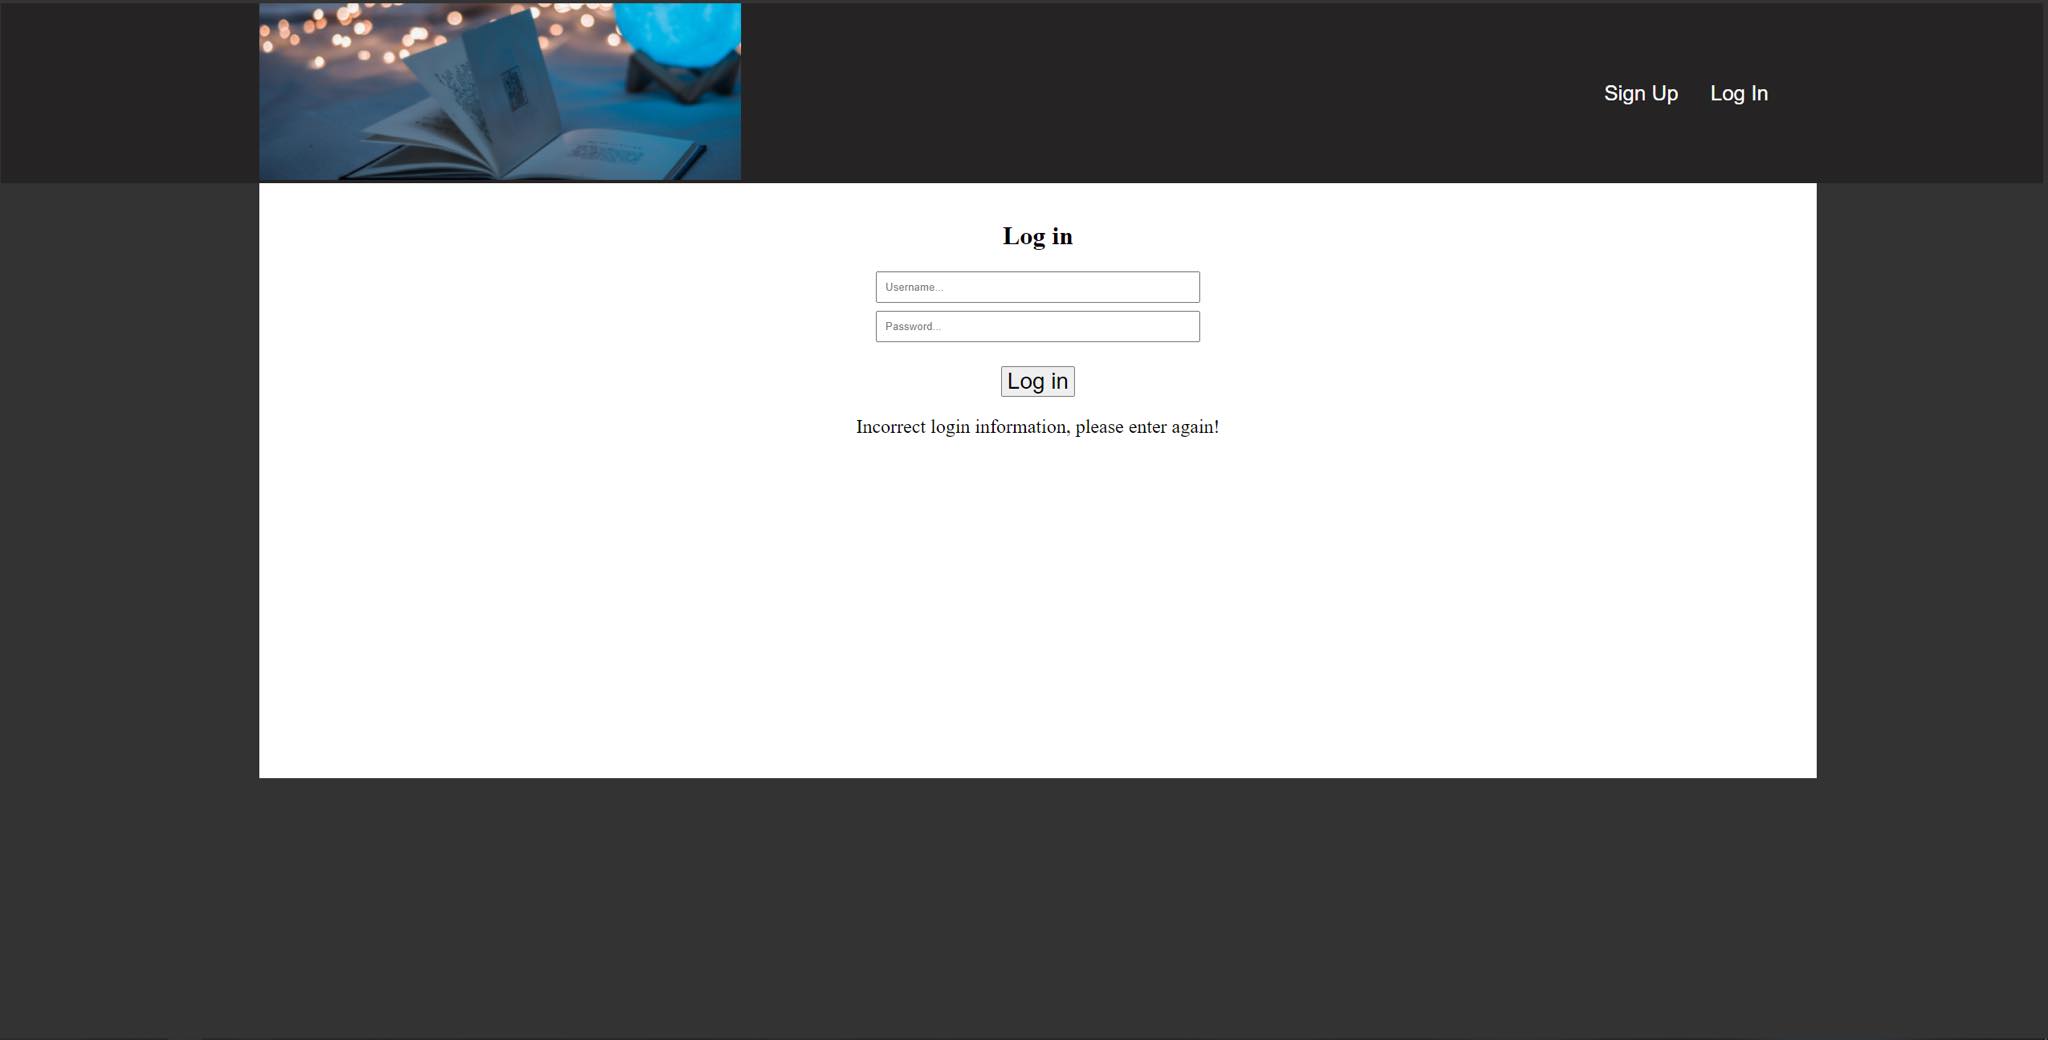 Sign Up Log In
Log in
Username...
Password...
Log in
Incorrect login information, please enter again!